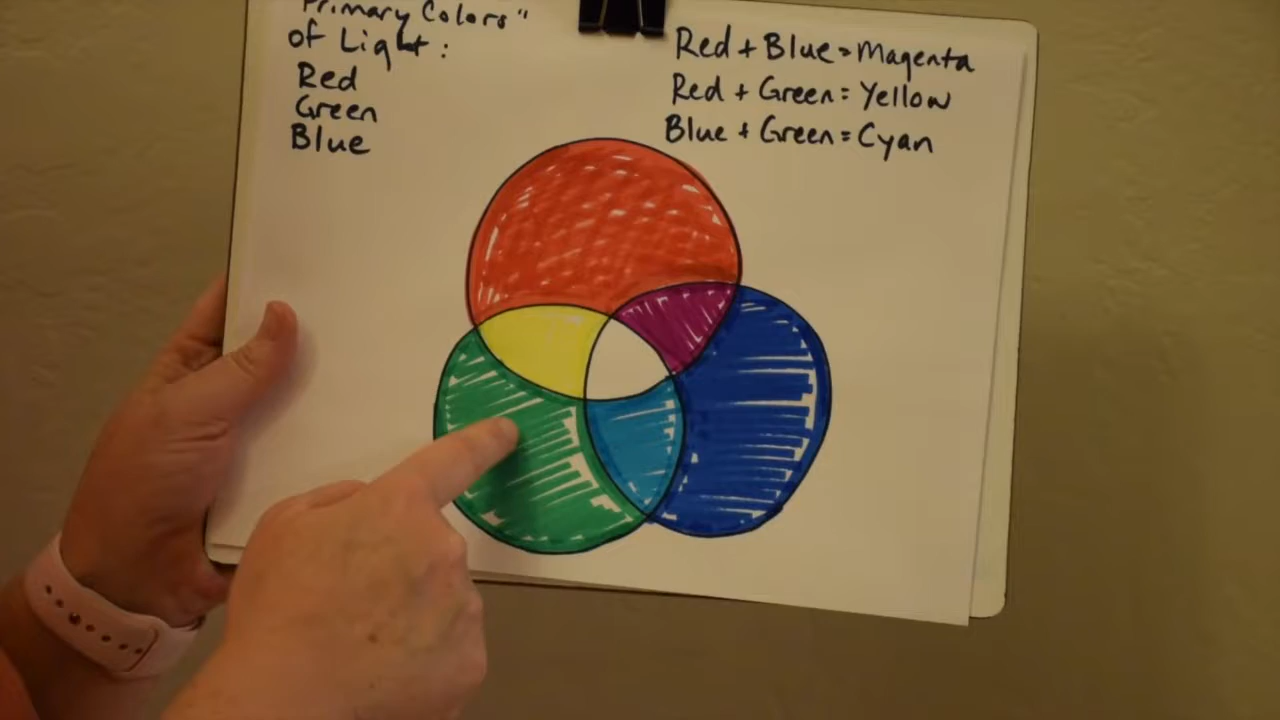 Primary Colors"
of Light:
Red
Green
Blue
Red + Blue = Magenta
Red + Green = Yellow
Blue + Green = Cyan